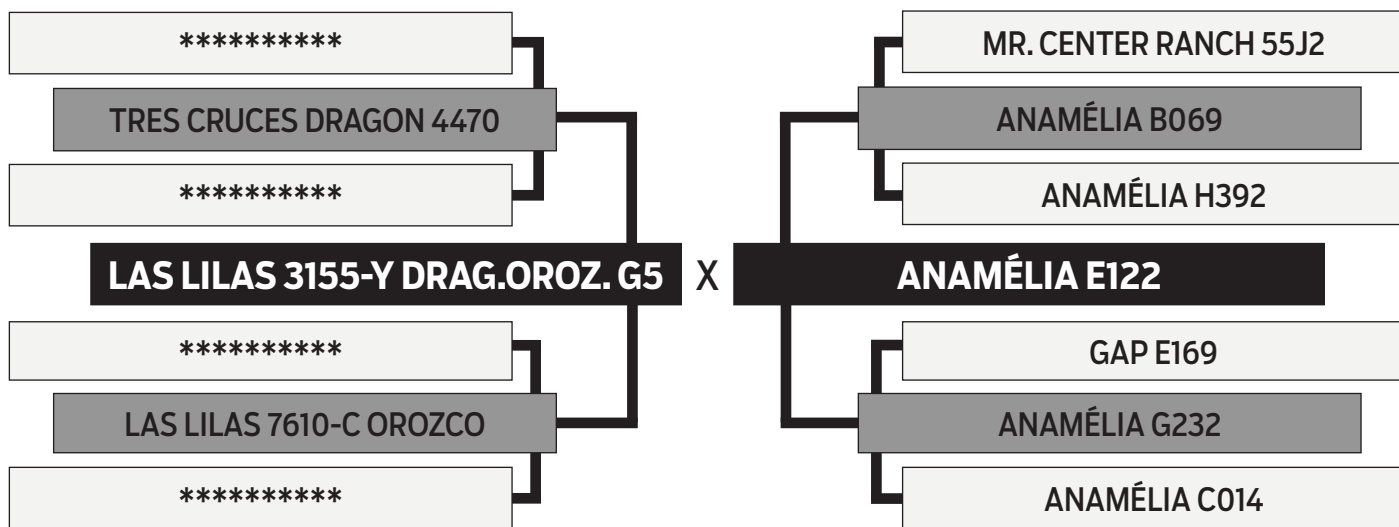 **********
TRES CRUCES DRAGON 4470
**********
LAS LILAS 3155-Y DRAG.OROZ. G5
**********
LAS LILAS 7610-C OROZCO
**********
X
MR. CENTER RANCH 55J2
ANAMÉLIA B069
ANAMÉLIA H392
ANAMÉLIA E122
GAP E169
ANAMÉLIA G232
ANAMÉLIA C014